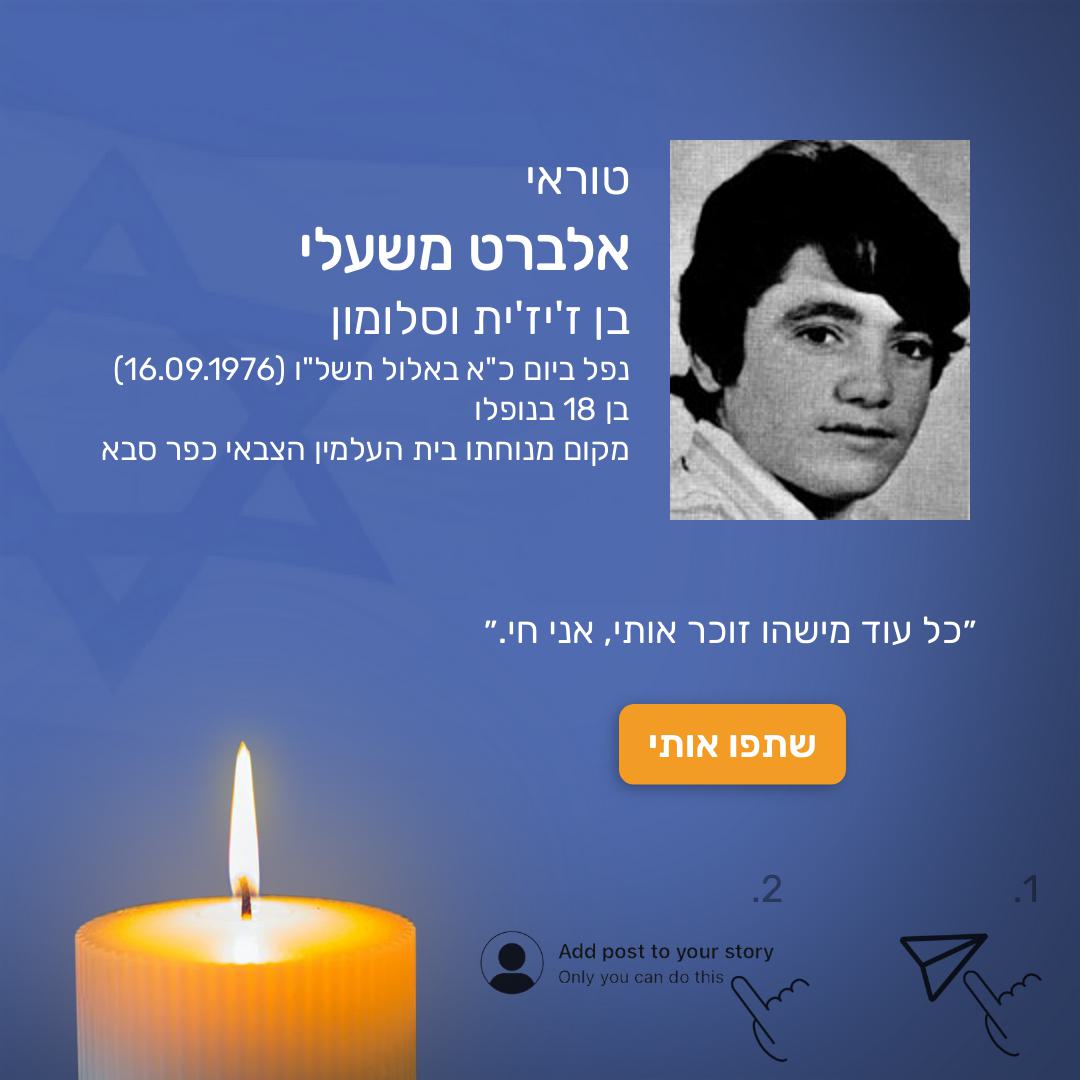 טוראי
אלברט משעלי
בן ז'יז'ית וסלומון
נפל ביום כ"א באלול תשל"ו (16.09.1976)
בן 18 בנופלו
מקום מנוחתו בית העלמין הצבאי כפר סבא
"כל עוד מישהו זוכר אותי, אני חי."
שתפו אותי
1.
2.
Add post to your story
Only you can do this